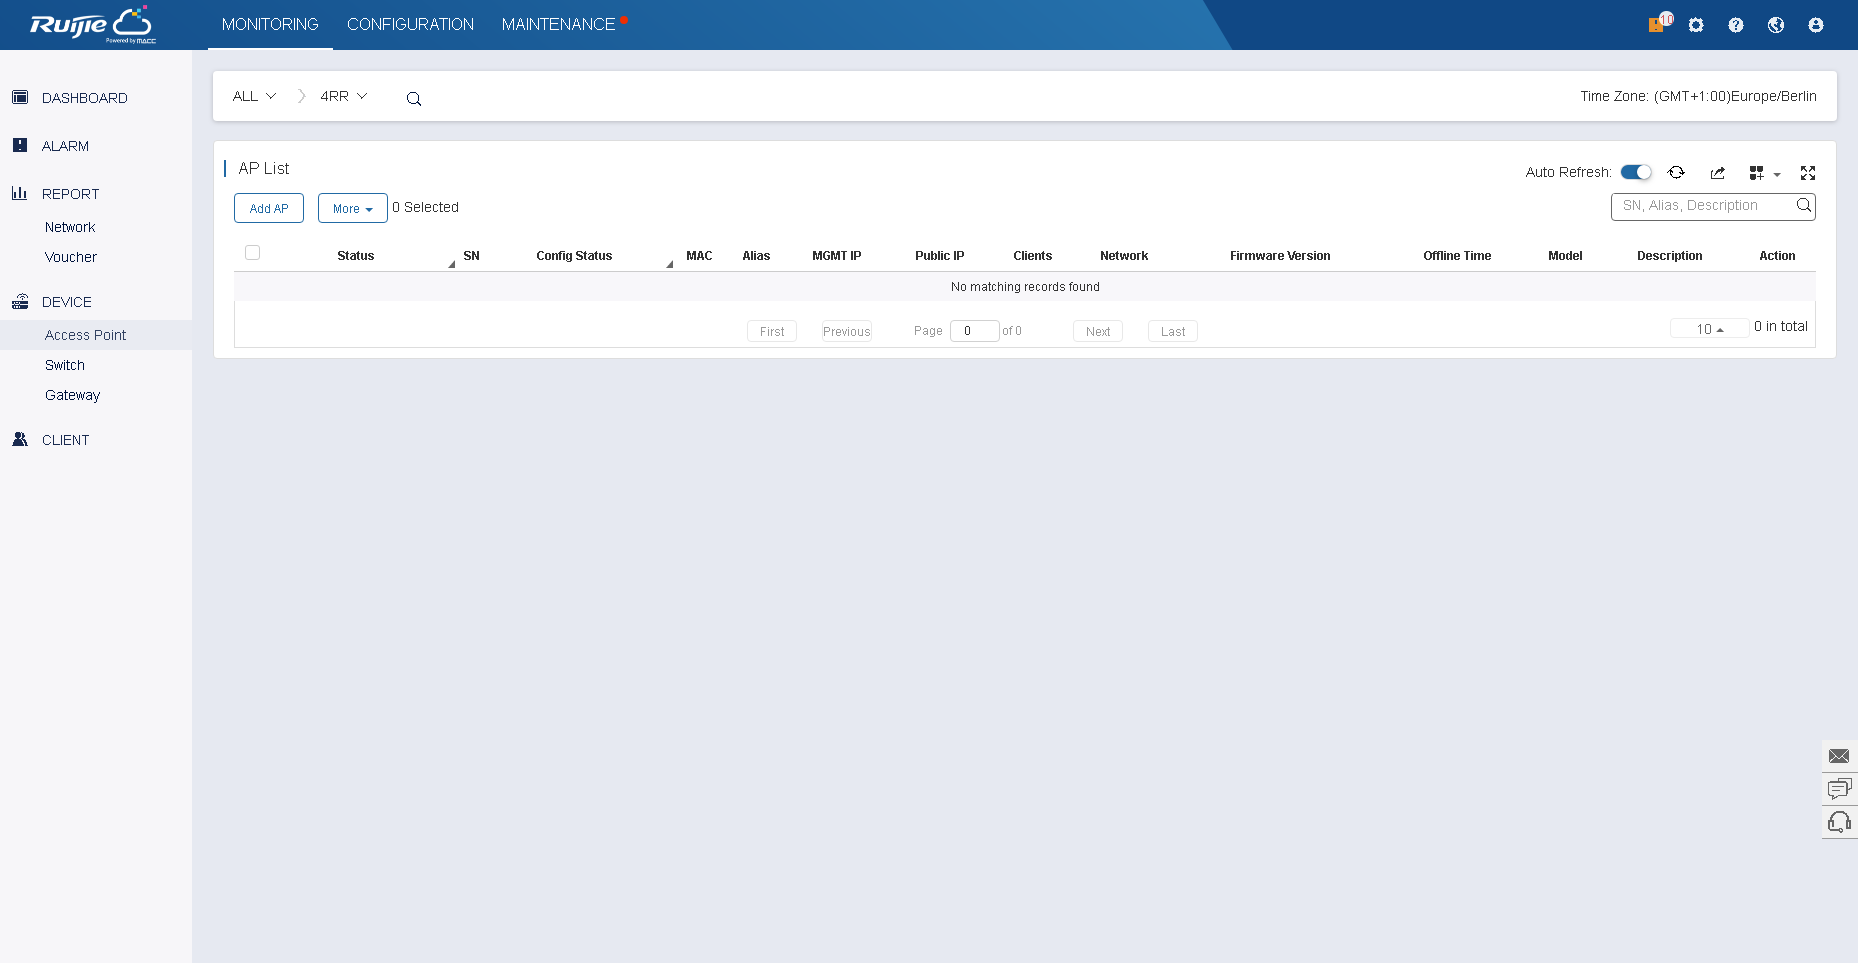 Ruijie
Powered by MACC
MONITORING CONFIGURATION MAINTENANCE
10
DASHBOARD
ALARM
REPORT
Network
Voucher
DEVICE
Access Point
Switch
Gateway
CLIENT
ALL 4RR
Time Zone: (GMT+1:00)Europe/Berlin
AP List
Auto Refresh:
Add AP More 0 Selected
SN, Alias, Description
Status SN Config Status MAC Alias MGMT IP Public IP Clients Network Firmware Version Offline Time Model Description Action
No matching records found
First Previous Page 0 of 0 Next Last 10 0 in total